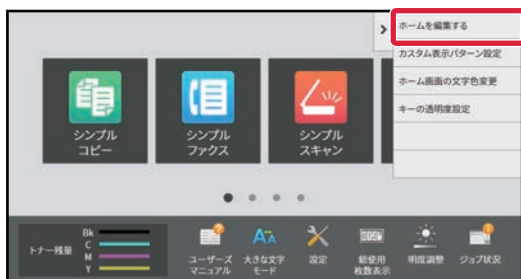 ホームを編集する
カスタム表示パターン設定
ホーム画面の文字色変更
キーの透明度設定
シンプル
コピー
シンプル
ファクス
シンプル
スキャン
トナー残量
Bk
C
M
Y
ユーザーズ
マニュアル
大きな文字
モード
設定
総使用
枚数表示
明度調整
ジョブ状況